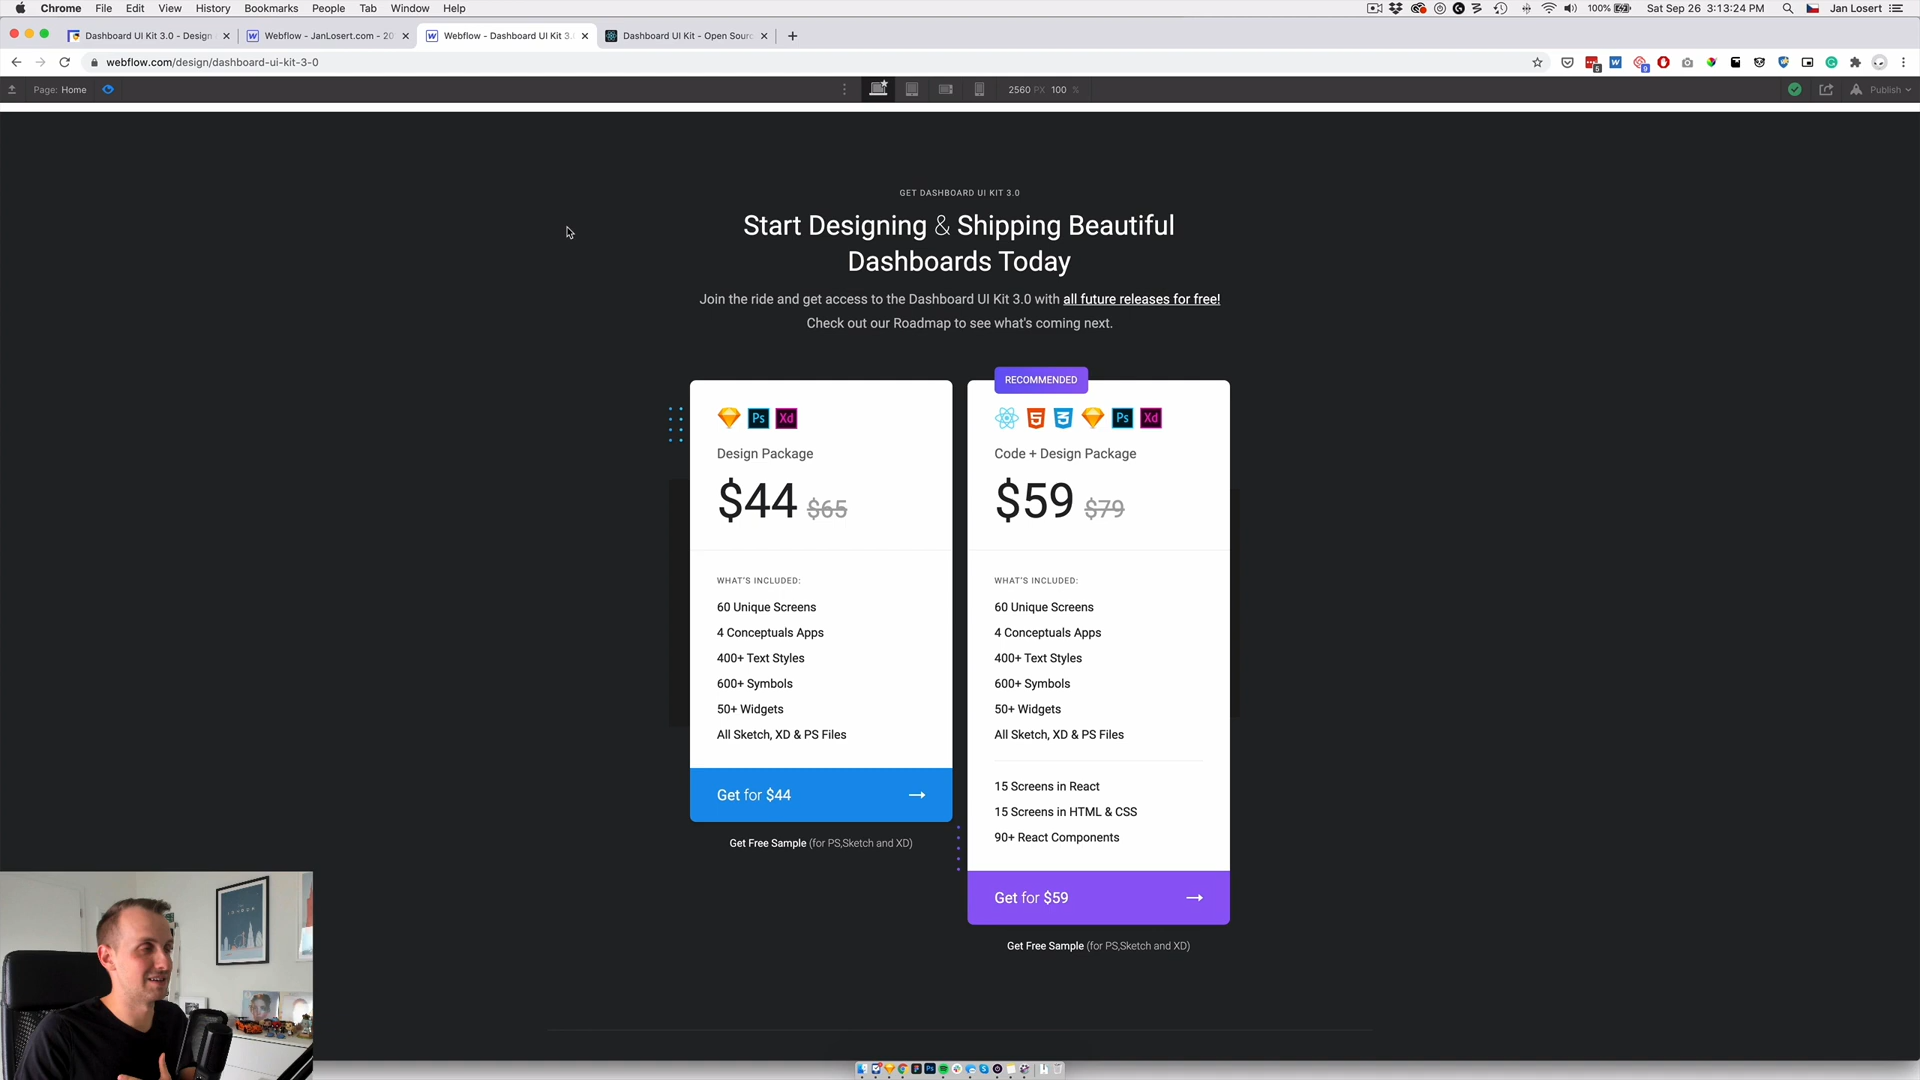 Chrome File Edit View History Bookmarks People Tab Window Help
100% Sat Sep 26 3:13:24 PM Jan Losert
Dashboard UI Kit 3.0 - Design
Webflow - JanLosert.com - 20
Webflow - Dashboard UI Kit 3.
Dashboard UI Kit - Open Sourc
webflow.com/design/dashboard-ui-kit-3-0
Page: Home
2560 PX 100 %
Publish
GET DASHBOARD UI KIT 3.0
Start Designing & Shipping Beautiful
Dashboards Today
Join the ride and get access to the Dashboard UI Kit 3.0 with all future releases for free!
Check out our Roadmap to see what's coming next.
Ps Xd
Design Package
$44 $65
WHAT'S INCLUDED:
60 Unique Screens
4 Conceptuals Apps
400+ Text Styles
600+ Symbols
50+ Widgets
All Sketch, XD & PS Files
Get for $44
Get Free Sample (for PS,Sketch and XD)
RECOMMENDED
5 3 Ps Xd
Code + Design Package
$59 $79
WHAT'S INCLUDED:
60 Unique Screens
4 Conceptuals Apps
400+ Text Styles
600+ Symbols
50+ Widgets
All Sketch, XD & PS Files
15 Screens in React
15 Screens in HTML & CSS
90+ React Components
Get for $59
Get Free Sample (for PS,Sketch and XD)